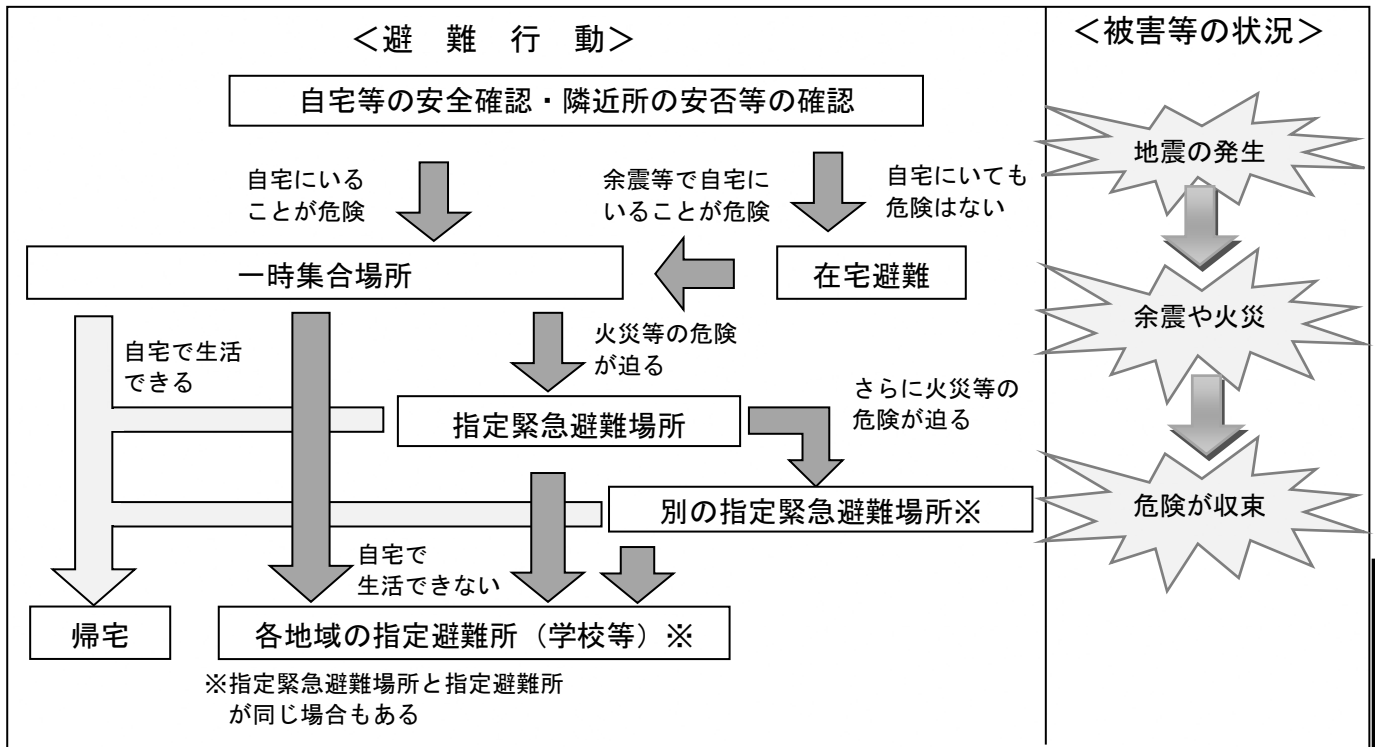 ＜避　難　行　動＞
自宅等の安全確認・隣近所の安否等の確認
自宅にいる
ことが危険
余震等で自宅に
いることが危険
自宅にいても
危険はない
一時集合場所
在宅避難
自宅で生活
できる
火災等の危険
が迫る
指定緊急避難場所
さらに火災等の
危険が迫る
別の指定緊急避難場所※
自宅で
生活できない
帰宅
各地域の指定避難所（学校等）※
※指定緊急避難場所と指定避難所
が同じ場合もある
＜被害等の状況＞
地震の発生
余震や火災
危険が収束